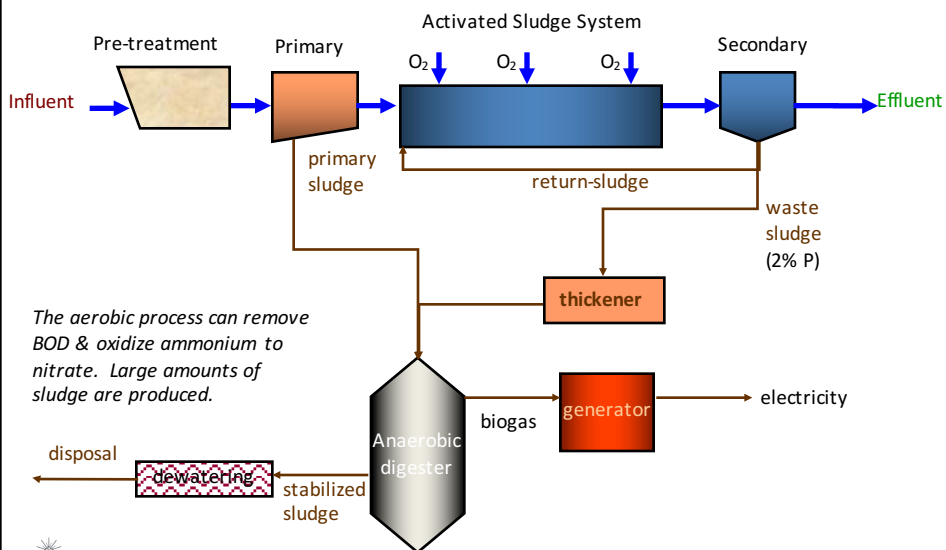 Activated Sludge System
Pre-treatment
Primary
Secondary
O₂
O₂
O₂
Influent
Effluent
primary
sludge
return-sludge
waste
sludge
(2% P)
thickener
The aerobic process can remove
BOD & oxidize ammonium to
nitrate. Large amounts of
sludge are produced.
Anaerobic
digester
biogas
generator
electricity
disposal
dewatering
stabilized
sludge